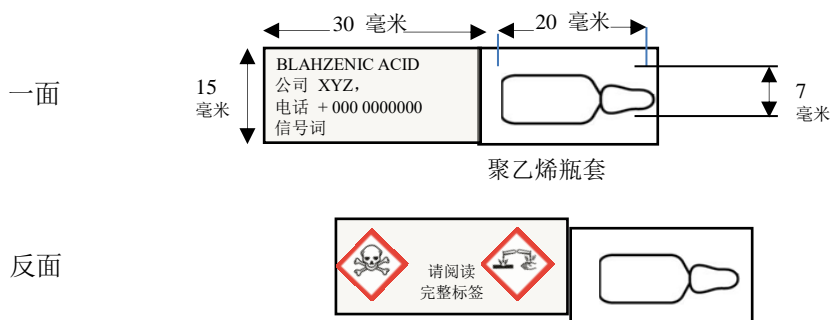 30 毫米
20 毫米
一面
15
毫米
BLAHZENIC ACID
公司 XYZ，
电话 + 000 0000000
信号词
7
毫米
聚乙烯瓶套
反面
请阅读
完整标签